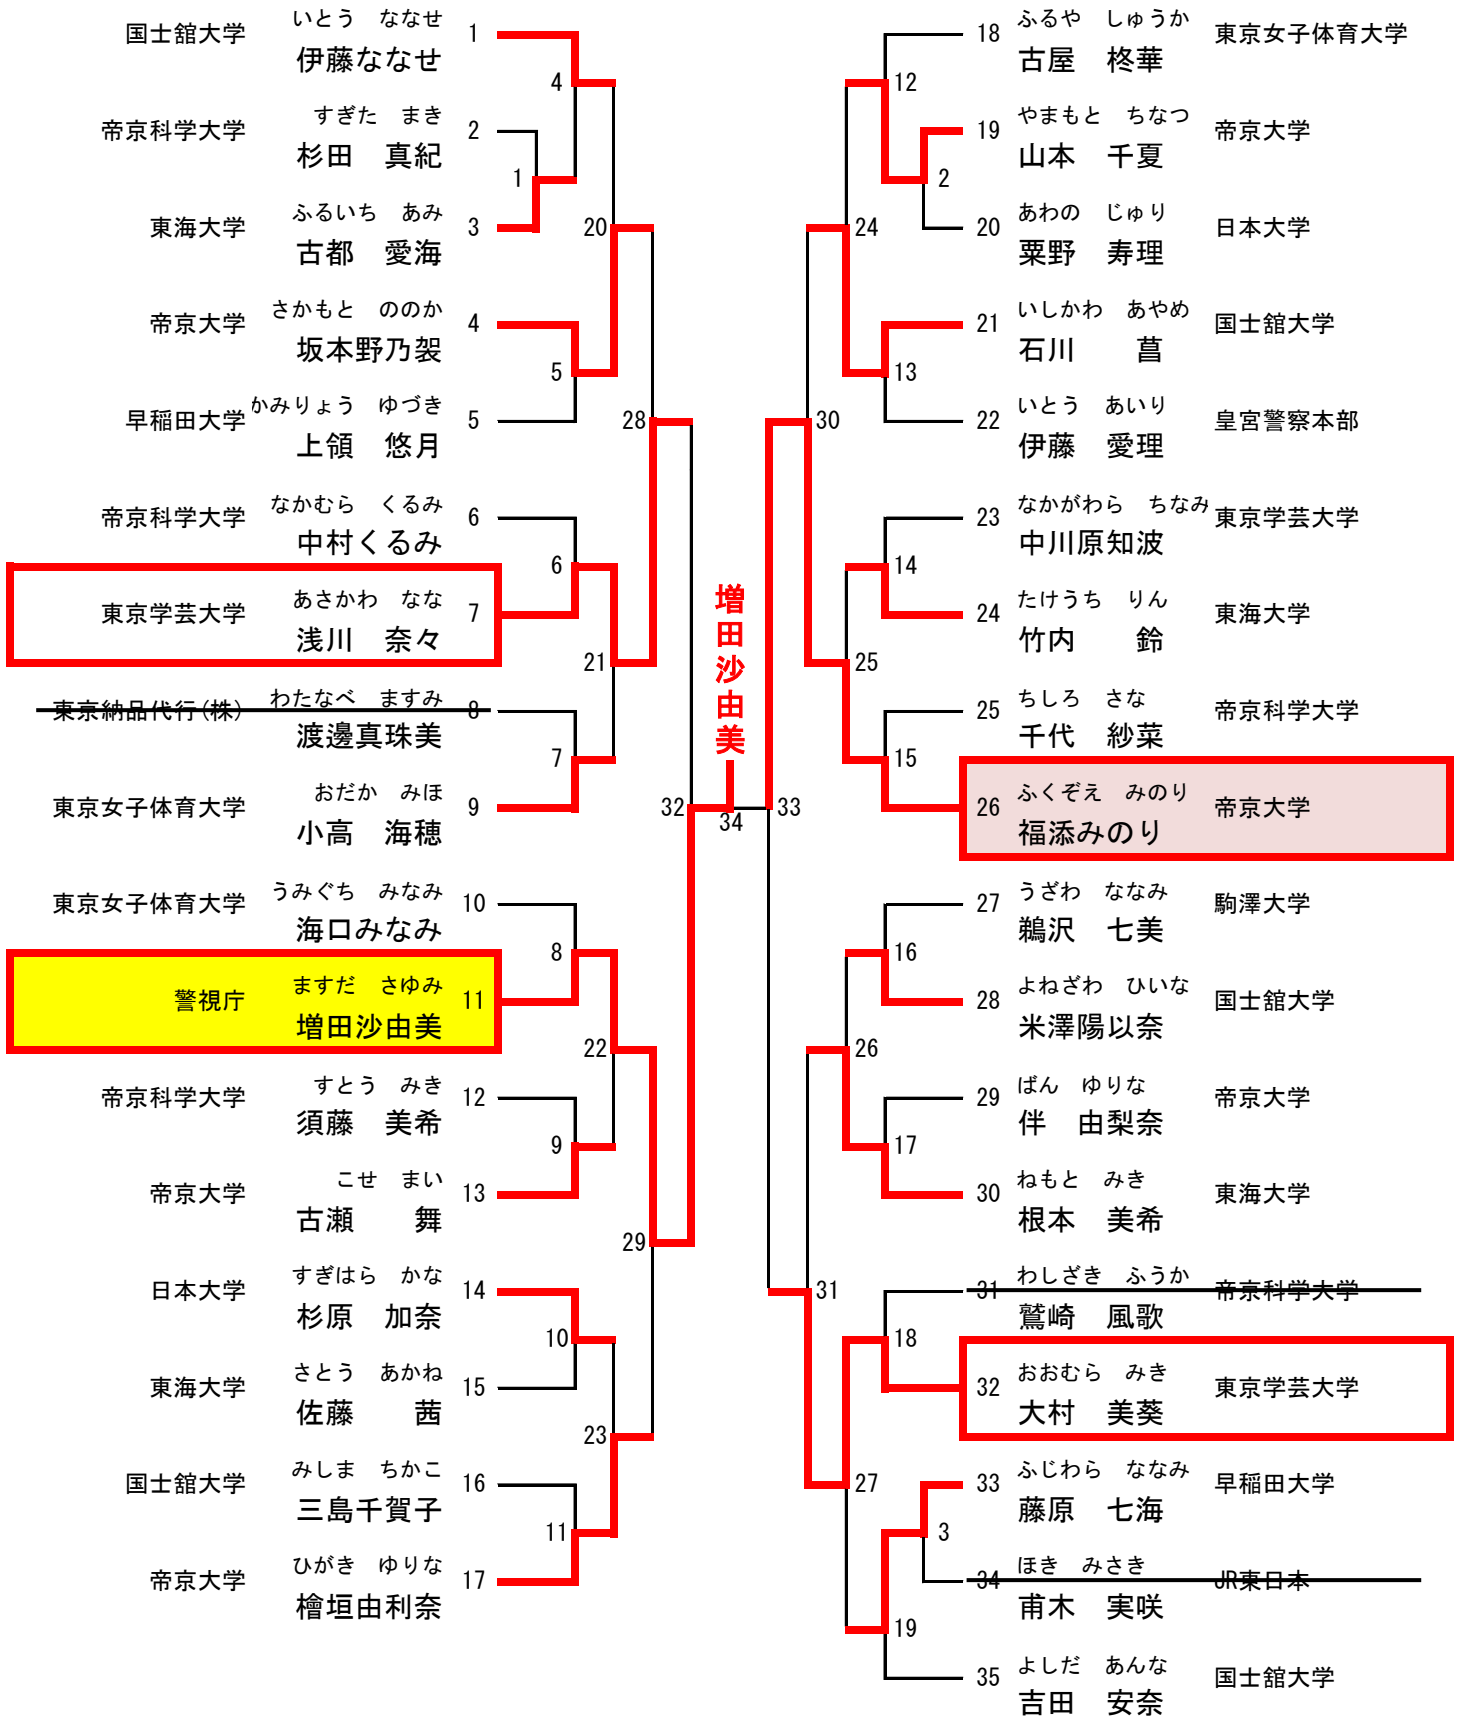 いとう　ななせ
国士舘大学 1
伊藤ななせ
4
すぎた　まき
帝京科学大学 2
杉田　真紀
1
ふるいち　あみ
東海大学 3
古都　愛海
20
さかもと　ののか
帝京大学 4
坂本野乃袈
5
かみりょう　ゆづき
早稲田大学 5
上領　悠月
28
なかむら　くるみ
帝京科学大学 6
中村くるみ
6
あさかわ　なな
東京学芸大学 7
浅川　奈々
21
わたなべ　ますみ
東京納品代行(株) 8
渡邊真珠美
7
おだか　みほ
東京女子体育大学 9
小高　海穂
32
うみぐち　みなみ
東京女子体育大学 10
海口みなみ
8
ますだ　さゆみ
警視庁 11
増田沙由美
22
すとう　みき
帝京科学大学 12
須藤　美希
9
こせ　まい
帝京大学 13
古瀬　　舞
29
すぎはら　かな
日本大学 14
杉原　加奈
10
さとう　あかね
東海大学 15
佐藤　　茜
23
みしま　ちかこ
国士舘大学 16
三島千賀子
11
ひがき　ゆりな
帝京大学 17
檜垣由利奈
増田沙由美
34
ふるや　しゅうか
18 東京女子体育大学
古屋　柊華
12
やまもと　ちなつ
19 帝京大学
山本　千夏
2
あわの　じゅり
20 日本大学
粟野　寿理
24
いしかわ　あやめ
21 国士舘大学
石川　　菖
13
いとう　あいり
22 皇宮警察本部
伊藤　愛理
30
なかがわら　ちなみ
23 東京学芸大学
中川原知波
14
たけうち　りん
24 東海大学
竹内　　鈴
25
ちしろ　さな
25 帝京科学大学
千代　紗菜
15
ふくぞえ　みのり
26 帝京大学
福添みのり
33
うざわ　ななみ
27 駒澤大学
鵜沢　七美
16
よねざわ　ひいな
28 国士舘大学
米澤陽以奈
26
ばん　ゆりな
29 帝京大学
伴　由梨奈
17
ねもと　みき
30 東海大学
根本　美希
31
わしざき　ふうか
31 帝京科学大学
鷲崎　風歌
18
おおむら　みき
32 東京学芸大学
大村　美葵
27
ふじわら　ななみ
33 早稲田大学
藤原　七海
3
ほき　みさき
34 JR東日本
甫木　実咲
19
よしだ　あんな
35 国士舘大学
吉田　安奈